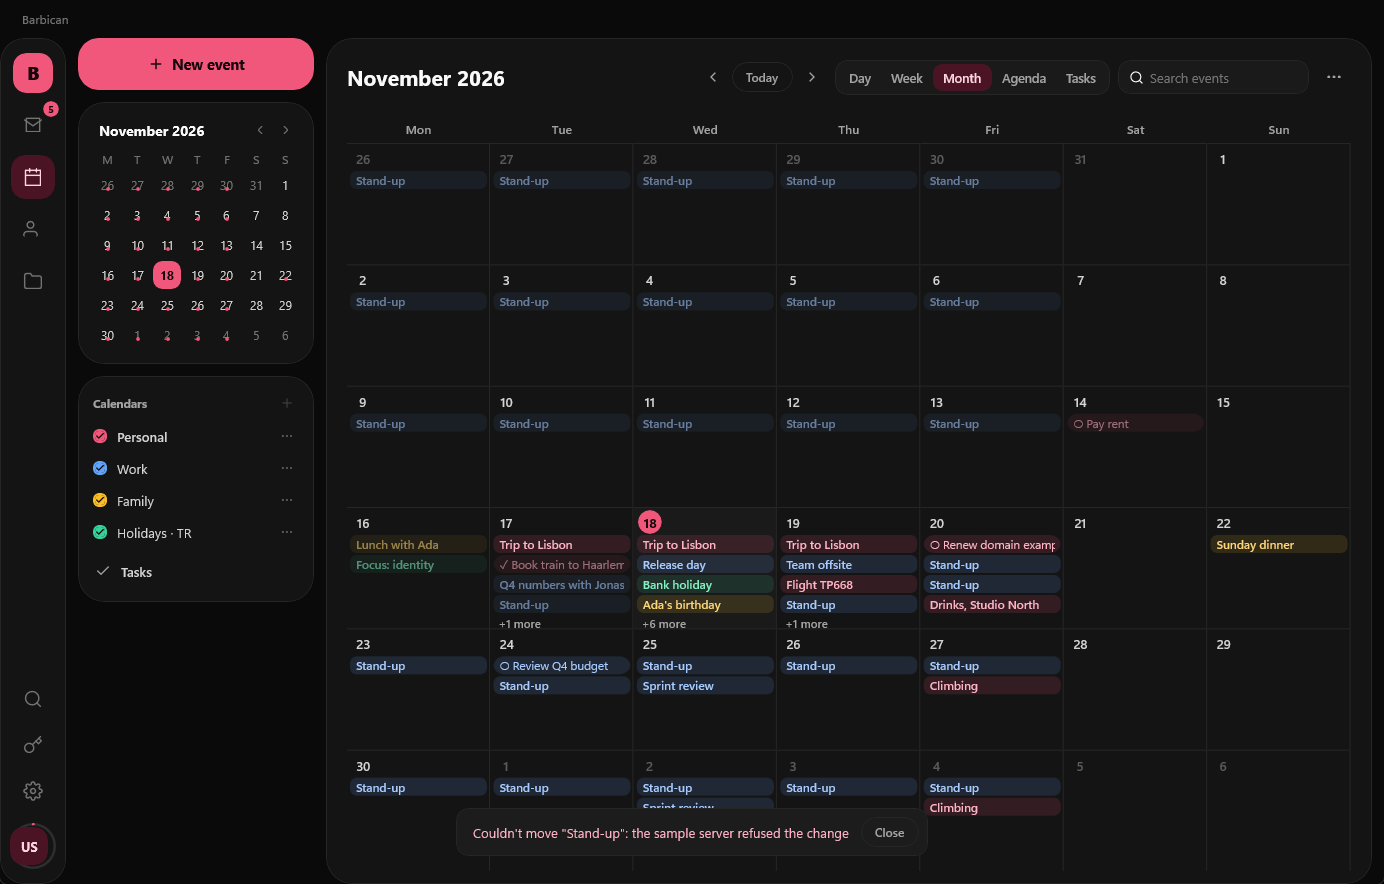 Barbican
B
5
US
+ New event
November 2026
M T W T F S S
26 27 28 29 30 31 1
2 3 4 5 6 7 8
9 10 11 12 13 14 15
16 17 18 19 20 21 22
23 24 25 26 27 28 29
30 1 2 3 4 5 6
Calendars
Personal
Work
Family
Holidays · TR
Tasks
November 2026
Today
Day Week Month Agenda Tasks
Search events
Mon Tue Wed Thu Fri Sat Sun
26 27 28 29 30 31 1
Stand-up Stand-up Stand-up Stand-up Stand-up
2 3 4 5 6 7 8
Stand-up Stand-up Stand-up Stand-up Stand-up
9 10 11 12 13 14 15
Stand-up Stand-up Stand-up Stand-up Stand-up Pay rent
16 17 18 19 20 21 22
Lunch with Ada Trip to Lisbon Trip to Lisbon Trip to Lisbon Renew domain examp Sunday dinner
Focus: identity ✓ Book train to Haarlem Release day Team offsite Stand-up
Q4 numbers with Jonas Bank holiday Flight TP668 Stand-up
Stand-up Ada's birthday Stand-up Drinks, Studio North
+1 more +6 more +1 more
23 24 25 26 27 28 29
Stand-up Review Q4 budget Stand-up Stand-up Stand-up
Stand-up Sprint review Climbing
30 1 2 3 4 5 6
Stand-up Stand-up Stand-up Stand-up Stand-up
Sprint review Climbing
Couldn't move "Stand-up": the sample server refused the change
Close